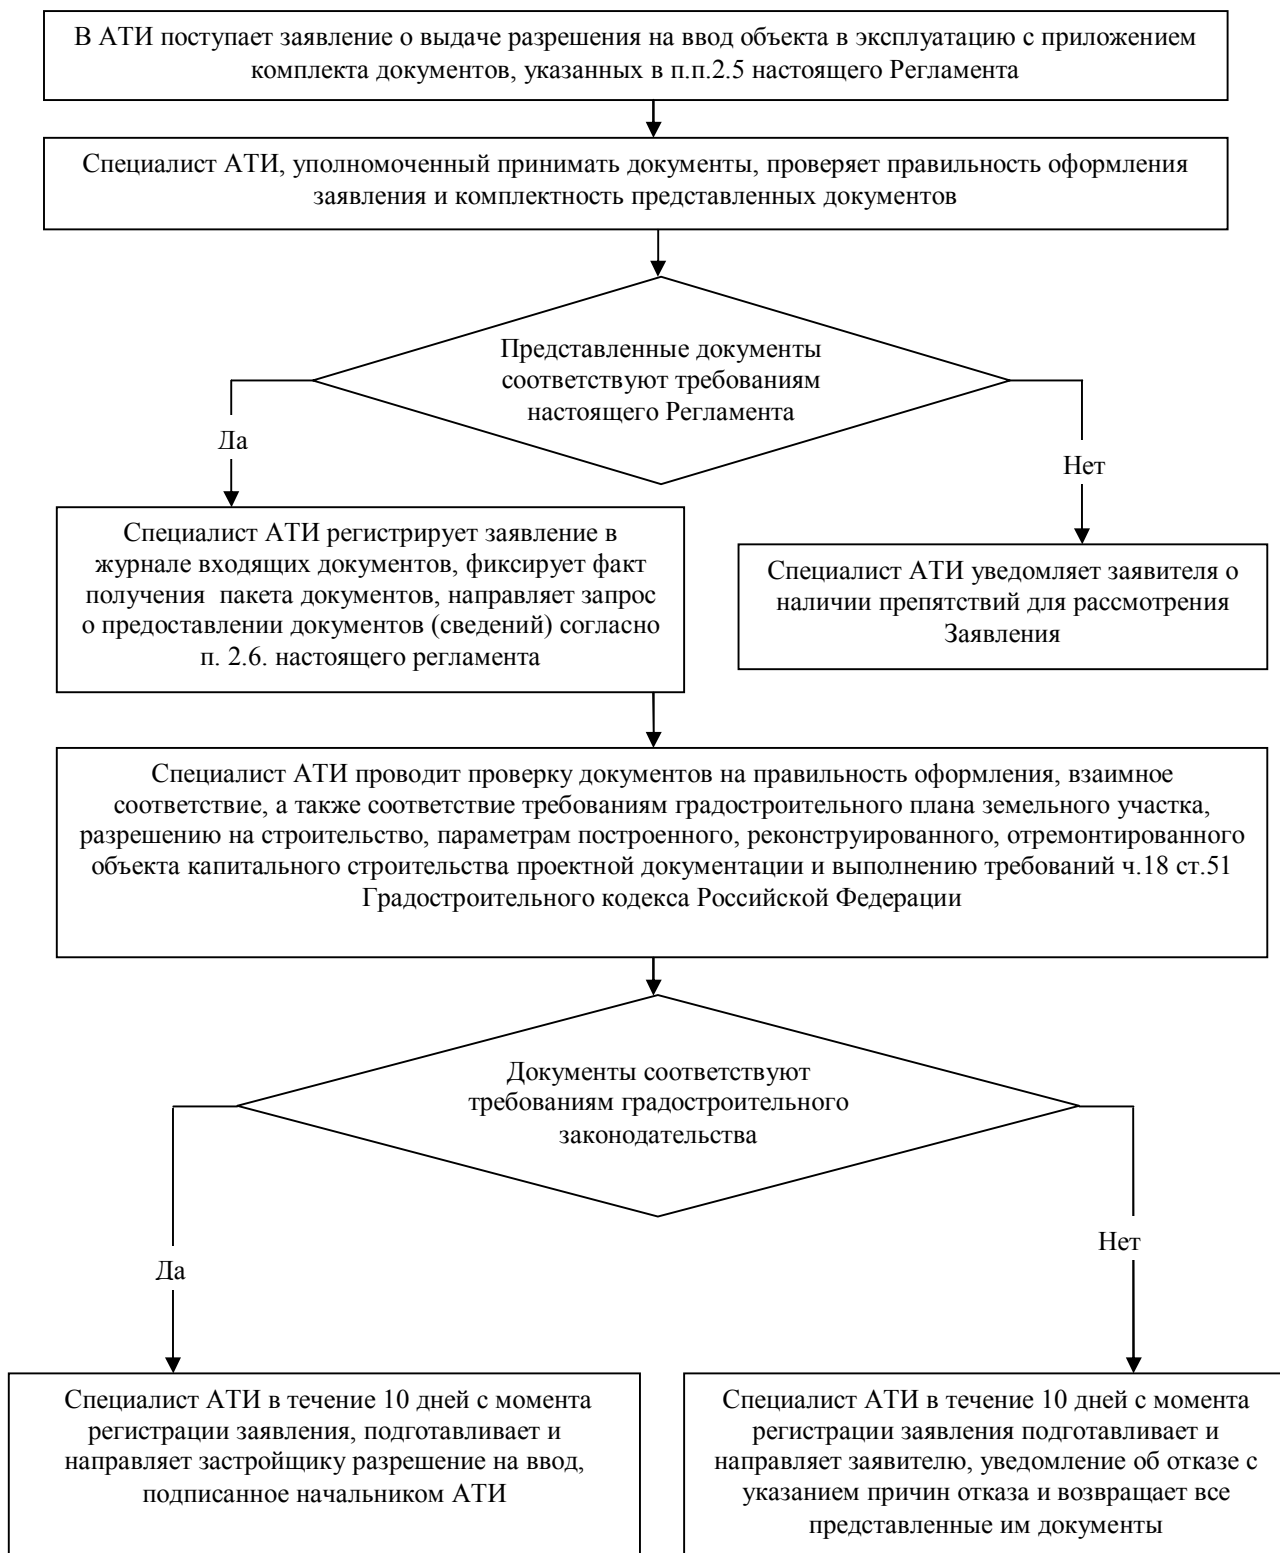 В АТИ поступает заявление о выдаче разрешения на ввод объекта в эксплуатацию с приложением
комплекта документов, указанных в п.п.2.5 настоящего Регламента
Специалист АТИ, уполномоченный принимать документы, проверяет правильность оформления
заявления и комплектность представленных документов
Представленные документы
соответствуют требованиям
настоящего Регламента
Да
Нет
Специалист АТИ регистрирует заявление в
журнале входящих документов, фиксирует факт
получения  пакета документов, направляет запрос
о предоставлении документов (сведений) согласно
п. 2.6. настоящего регламента
Специалист АТИ уведомляет заявителя о
наличии препятствий для рассмотрения
Заявления
Специалист АТИ проводит проверку документов на правильность оформления, взаимное
соответствие, а также соответствие требованиям градостроительного плана земельного участка,
разрешению на строительство, параметрам построенного, реконструированного, отремонтированного
объекта капитального строительства проектной документации и выполнению требований ч.18 ст.51
Градостроительного кодекса Российской Федерации
Документы соответствуют
требованиям градостроительного
законодательства
Да
Нет
Специалист АТИ в течение 10 дней с момента
регистрации заявления, подготавливает и
направляет застройщику разрешение на ввод,
подписанное начальником АТИ
Специалист АТИ в течение 10 дней с момента
регистрации заявления подготавливает и
направляет заявителю, уведомление об отказе с
указанием причин отказа и возвращает все
представленные им документы